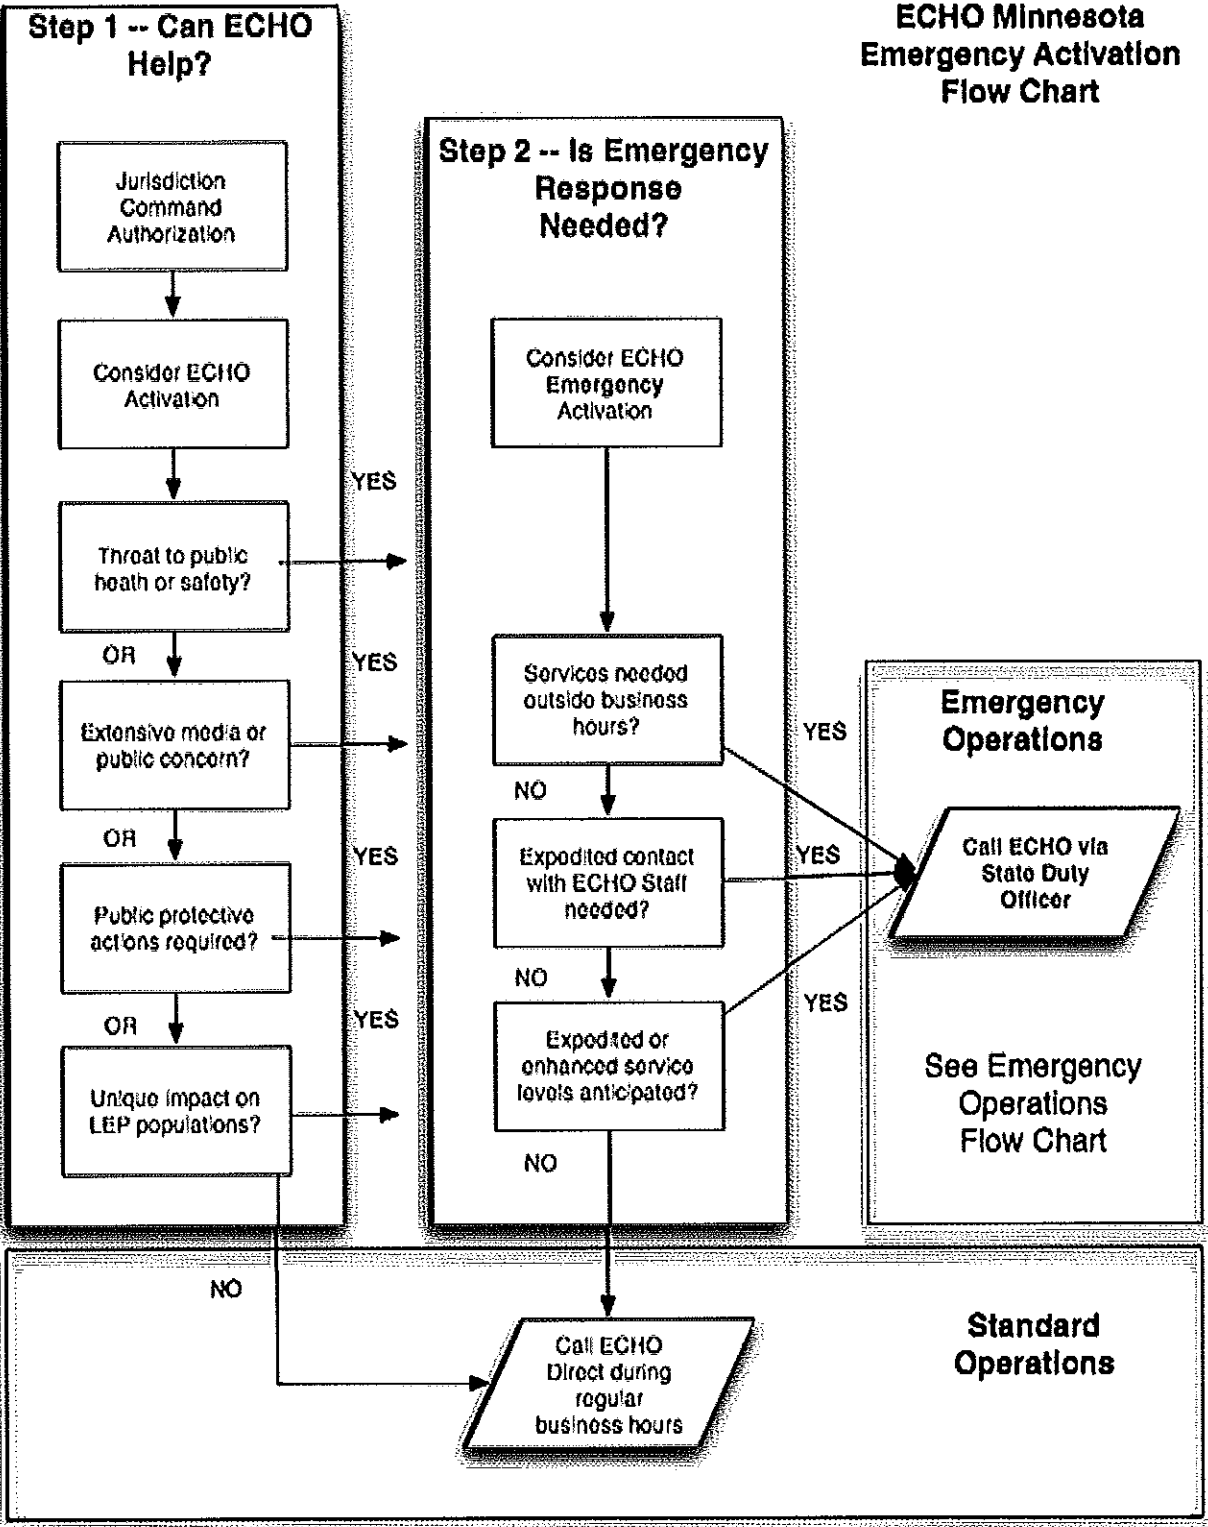 ECHO Minnesota
Emergency Activation
Flow Chart
Step 1 -- Can ECHO
Help?
Jurisdiction
Command
Authorization
Consider ECHO
Activation
YES
Threat to public
heath or safety?
OR
YES
Extensive media or
public concern?
OR
YES
Public protective
actions required?
OR
YES
Unique impact on
LEP populations?
NO
Step 2 -- Is Emergency
Response
Needed?
Consider ECHO
Emergency
Activation
Services needed
outside business
hours?
YES
NO
Expedited contact
with ECHO Staff
needed?
YES
NO
Expedited or
enhanced service
levels anticipated?
YES
NO
Emergency
Operations
Call ECHO via
State Duty
Officer
See Emergency
Operations
Flow Chart
Call ECHO
Direct during
regular
business hours
Standard
Operations